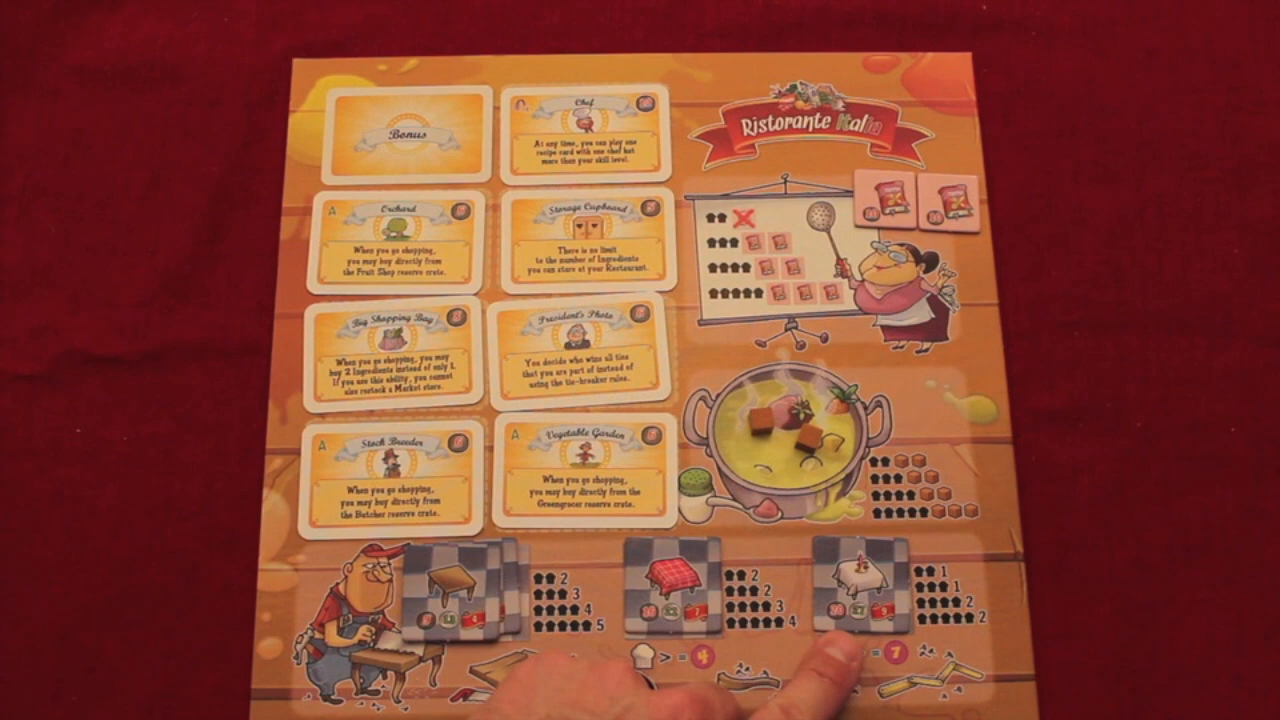 Bonus
Chef
At any time, you can play one
recipe card with one chef hat
more than your skill level.
Ristorante Italia
A
Orchard
When you go shopping,
you may buy directly from
the Fruit Shop reserve crate.
Storage Cupboard
There is no limit
to the number of Ingredients
you can store at your Restaurant.
Big Shopping Bag
When you go shopping, you may
buy 2 Ingredients instead of only 1.
If you use this ability, you cannot
also restock a Market store.
President's Photo
You decide who wins all ties
that you are part of instead of
using the tie-breaker rules.
A
Stock Breeder
When you go shopping,
you may buy directly from
the Butcher reserve crate.
A
Vegetable Garden
When you go shopping,
you may buy directly from the
Greengrocer reserve crate.
2
3
4
5
2
2
3
4
1
1
2
2
> = 4
= 7